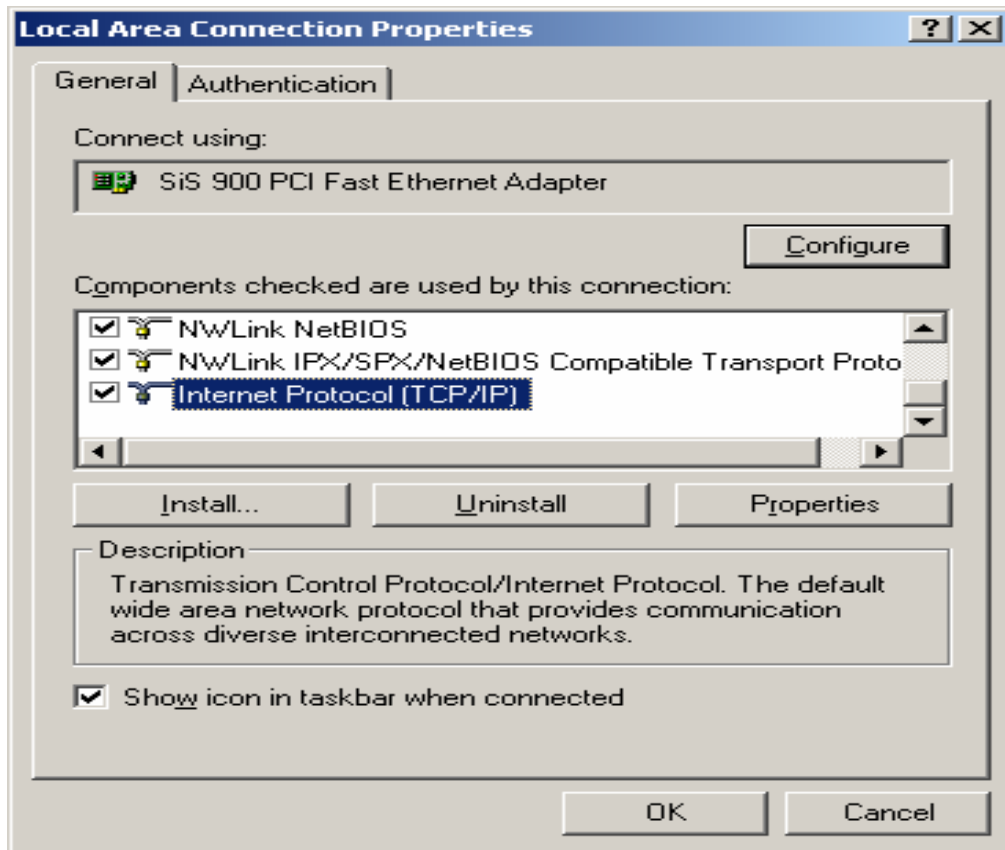 Local Area Connection Properties
General
Authentication
Connect using:
SiS 900 PCI Fast Ethernet Adapter
Configure
Components checked are used by this connection:
NWLink NetBIOS
NWLink IPX/SPX/NetBIOS Compatible Transport Proto
Internet Protocol (TCP/IP)
Install...
Uninstall
Properties
Description
Transmission Control Protocol/Internet Protocol. The default
wide area network protocol that provides communication
across diverse interconnected networks.
Show icon in taskbar when connected
OK
Cancel